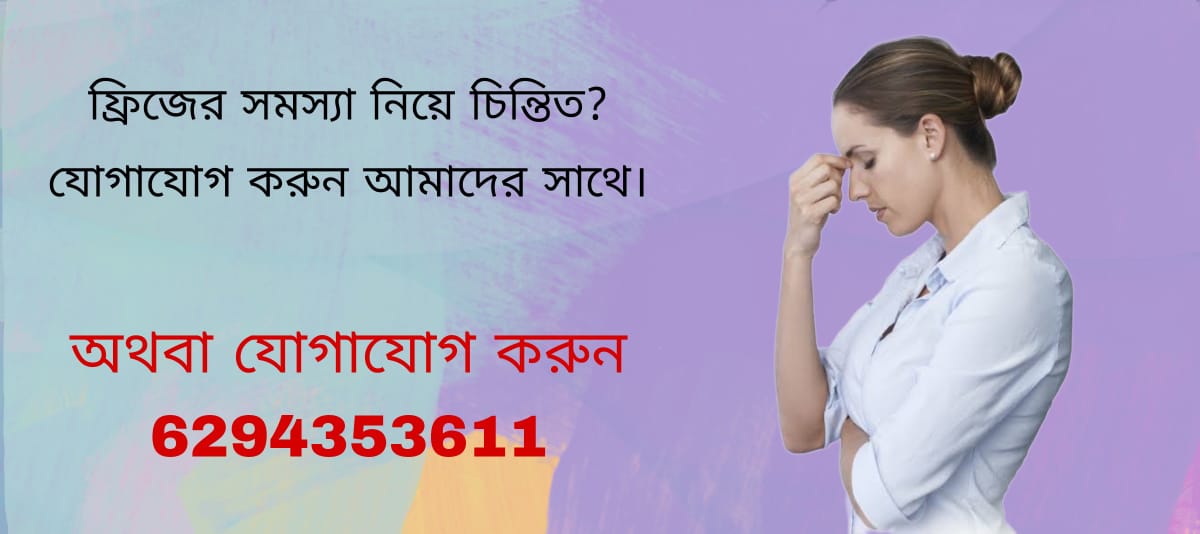 ফ্রিজের সমস্যা নিয়ে চিন্তিত?
যোগাযোগ করুন আমাদের সাথে।
অথবা যোগাযোগ করুন
6294353611